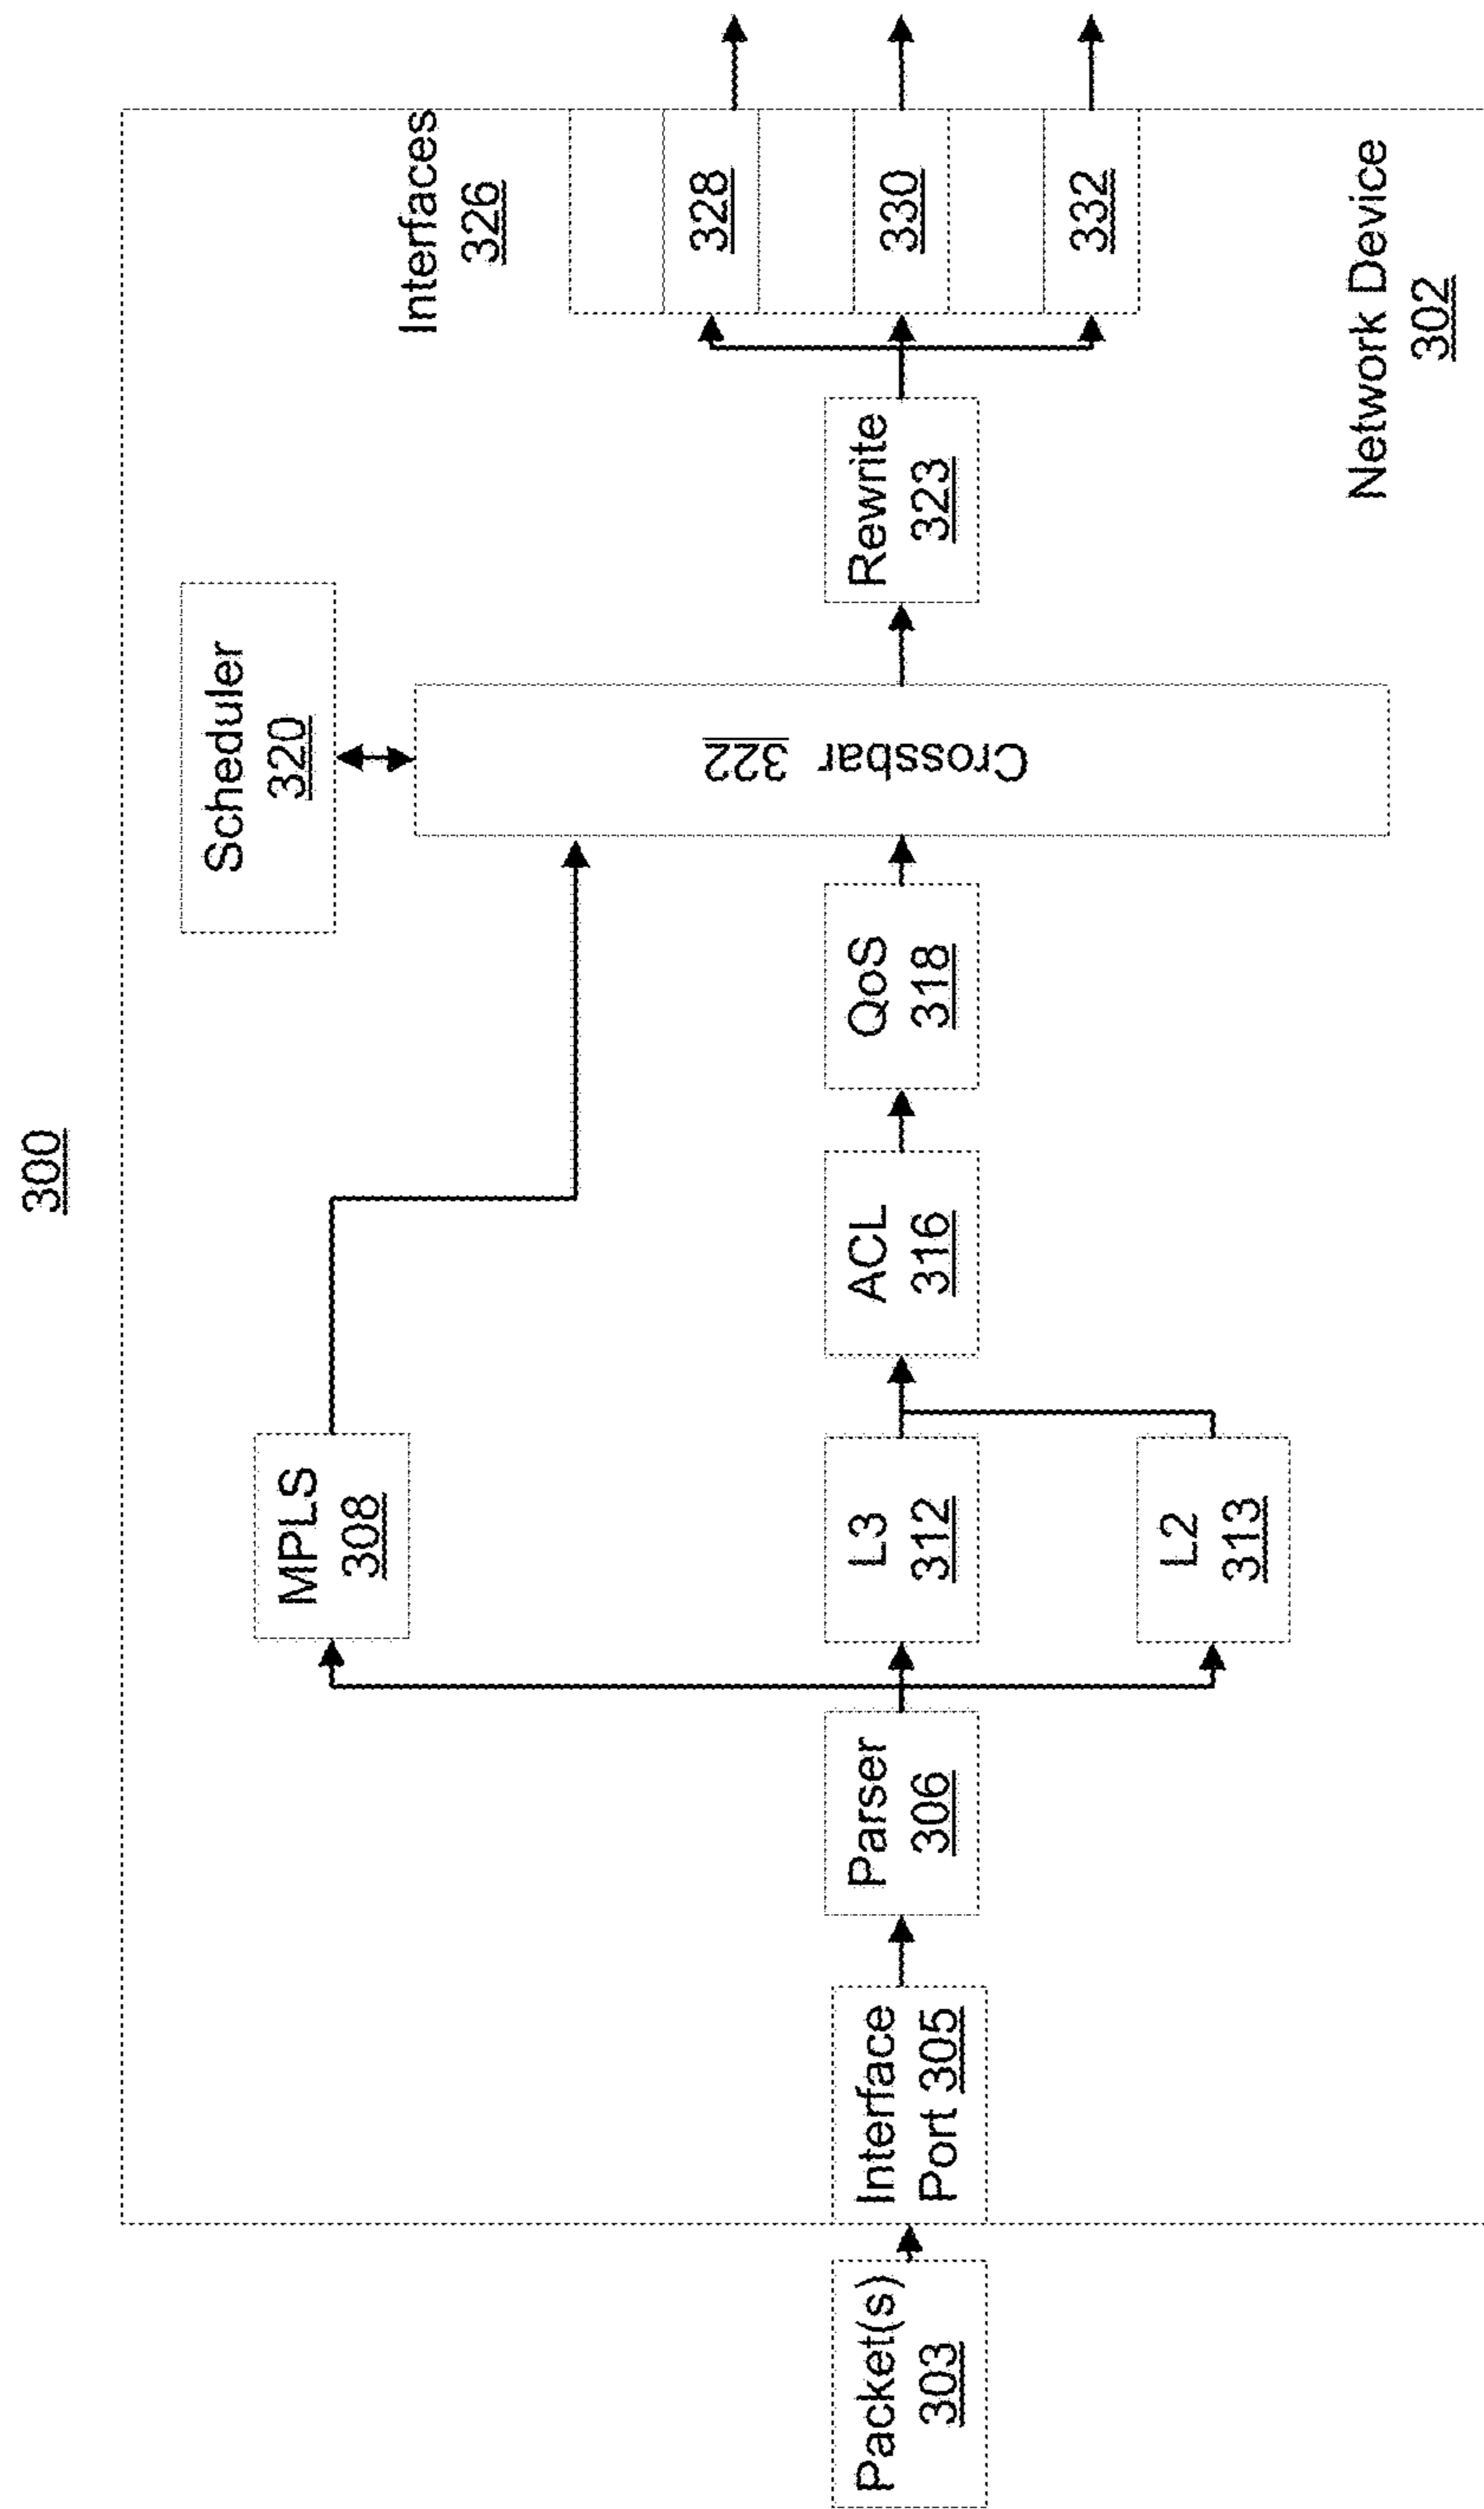 300
Packet(s)
303
Interface
Port 305
Parser
306
MPLS
308
L3
312
L2
313
ACL
316
QoS
318
Scheduler
320
Crossbar 322
Rewrite
323
Interfaces
326
328
330
332
Network Device
302